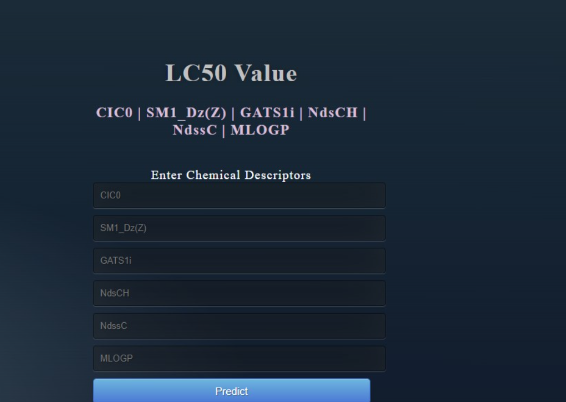 LC50 Value
CIC0 | SM1_Dz(Z) | GATS1i | NdsCH |
NdssC | MLOGP
Enter Chemical Descriptors
CIC0
SM1_Dz(Z)
GATS1i
NdsCH
NdssC
MLOGP
Predict